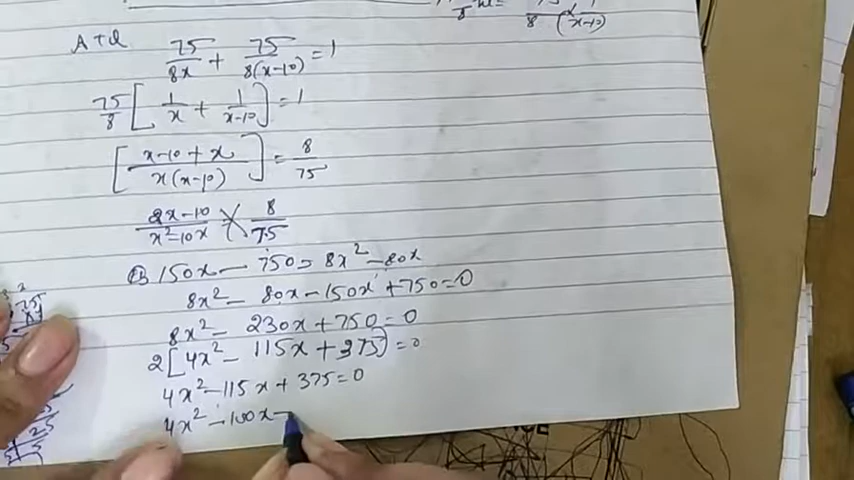 ATQ 75/8x + 75/8(x-10) = 1
75/8 [ 1/x + 1/x-10 ] = 1
[ x-10+x / x(x-10) ] = 8/75
2x-10 / x²-10x 8/75
150x - 750 = 8x² - 80x
8x² - 80x - 150x + 750 = 0
8x² - 230x + 750 = 0
2[4x² - 115x + 375] = 0
4x² - 115x + 375 = 0
4x² - 100x -